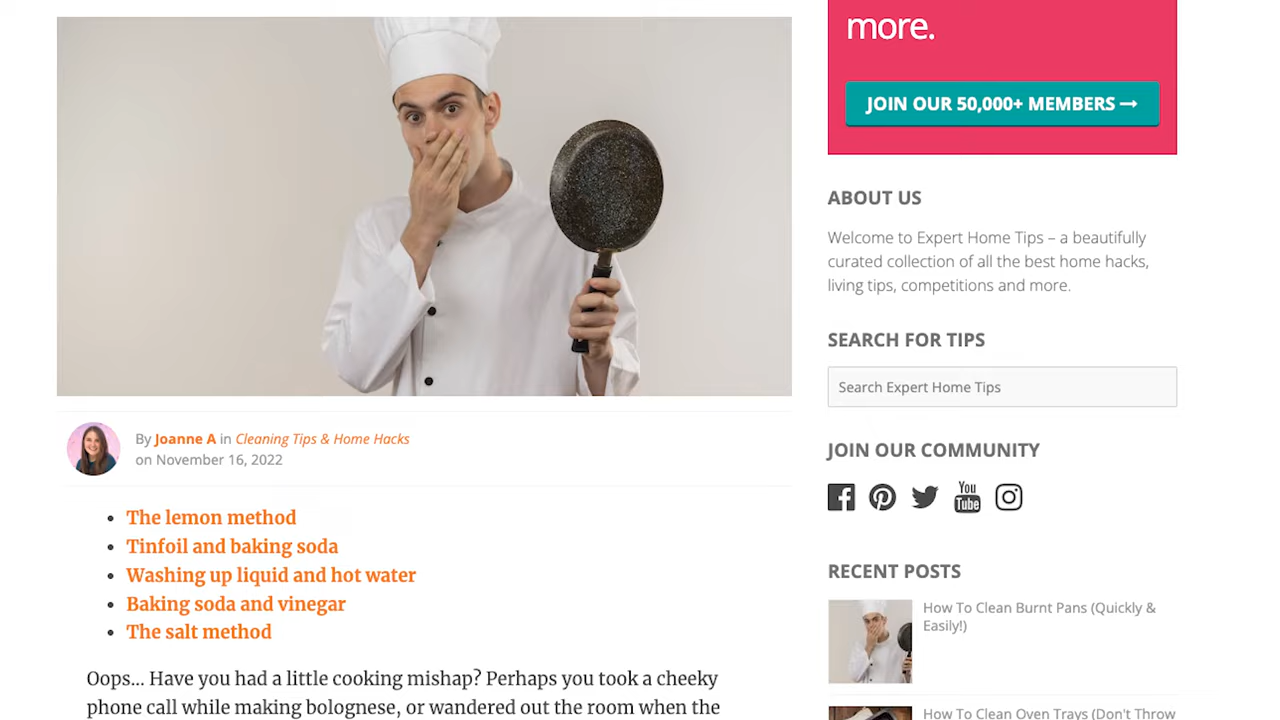 more.
JOIN OUR 50,000+ MEMBERS →
ABOUT US
Welcome to Expert Home Tips – a beautifully
curated collection of all the best home hacks,
living tips, competitions and more.
SEARCH FOR TIPS
Search Expert Home Tips
JOIN OUR COMMUNITY
You
Tube
RECENT POSTS
How To Clean Burnt Pans (Quickly &
Easily!)
How To Clean Oven Trays (Don't Throw
By Joanne A in Cleaning Tips & Home Hacks
on November 16, 2022
• The lemon method
• Tinfoil and baking soda
• Washing up liquid and hot water
• Baking soda and vinegar
• The salt method
Oops... Have you had a little cooking mishap? Perhaps you took a cheeky
phone call while making bolognese, or wandered out the room when the